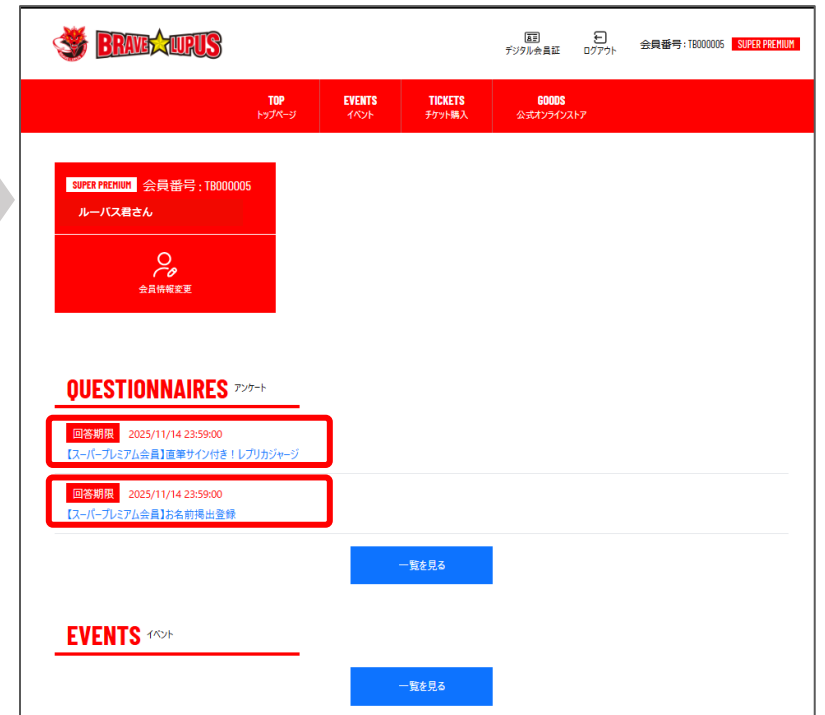 BRAVE☆LUPUS
デジタル会員証
ログアウト
会員番号 : TB000005 SUPER PREMIUM
TOP
トップページ
EVENTS
イベント
TICKETS
チケット購入
GOODS
公式オンラインストア
SUPER PREMIUM 会員番号 : TB000005
ルーパス君さん
会員情報変更
QUESTIONNAIRES アンケート
回答期限 2025/11/14 23:59:00
【スーパープレミアム会員】直筆サイン付き！レプリカジャージ
回答期限 2025/11/14 23:59:00
【スーパープレミアム会員】お名前掲出登録
一覧を見る
EVENTS イベント
一覧を見る